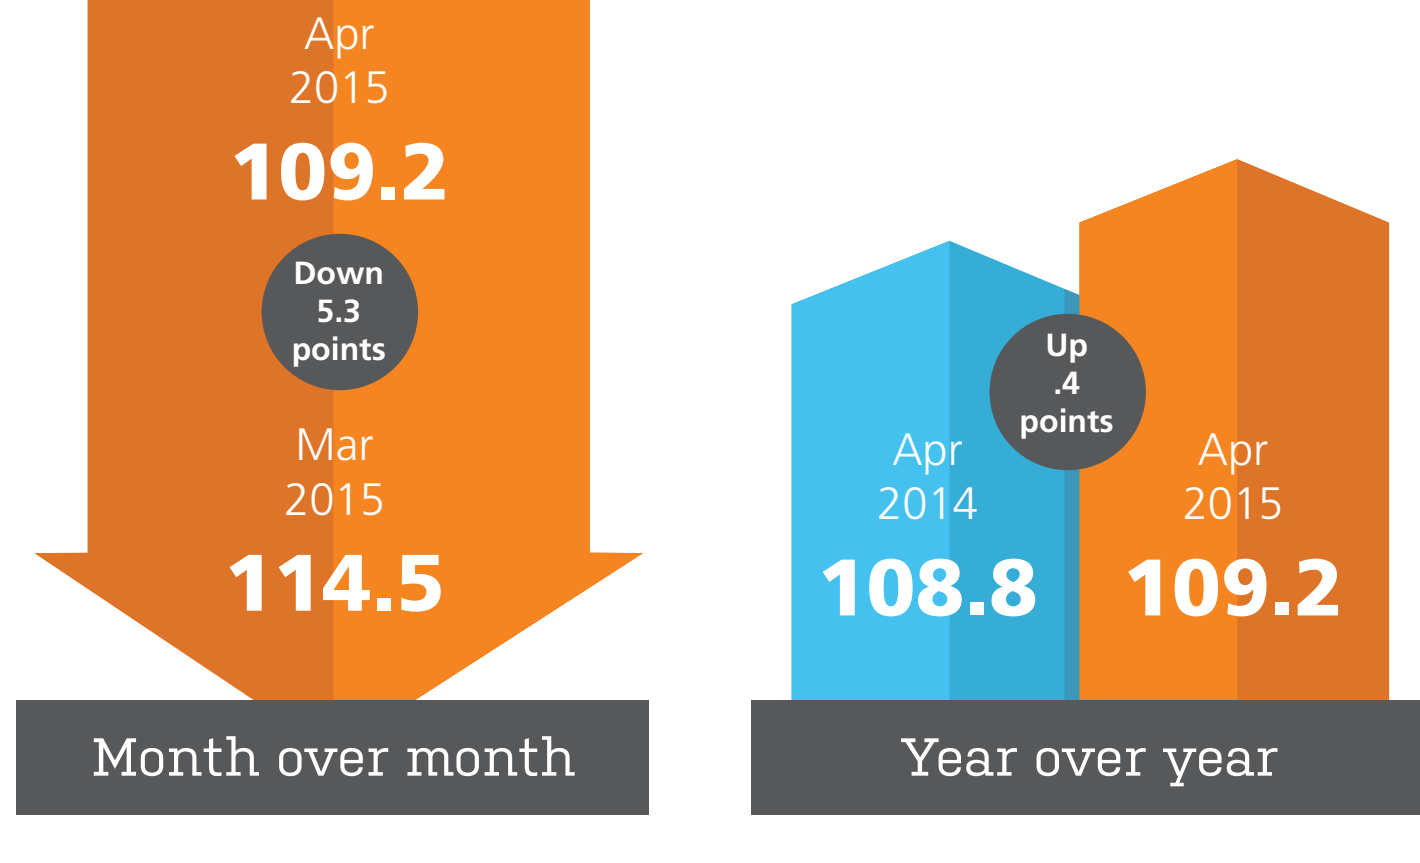 Apr
2015
109.2
Down
5.3
points
Mar
2015
114.5
Month over month
Up
.4
points
Apr
2014
108.8
Apr
2015
109.2
Year over year